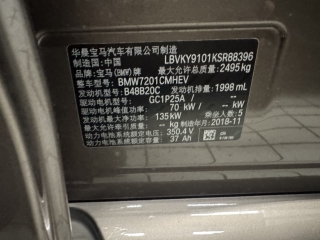 华晨宝马汽车有限公司制造
制造国:中国 LBVKY9101KSR88396
品牌:宝马(BMW)牌 最大允许总质量:2495 kg
整车型号:BMW7201CMHEV
发动机型号:B48B20C 发动机排量:1998 mL
驱动电机型号:GC1P25A / --
驱动电机峰值功率:70 kW / -- kW
发动机最大净功率:135kW 乘坐人数:5
最大允许牵引质量:-- kg 制造年月:2018-11
动力电池系统额定电压:350.4 V
动力电池系统额定容量:37 Ah